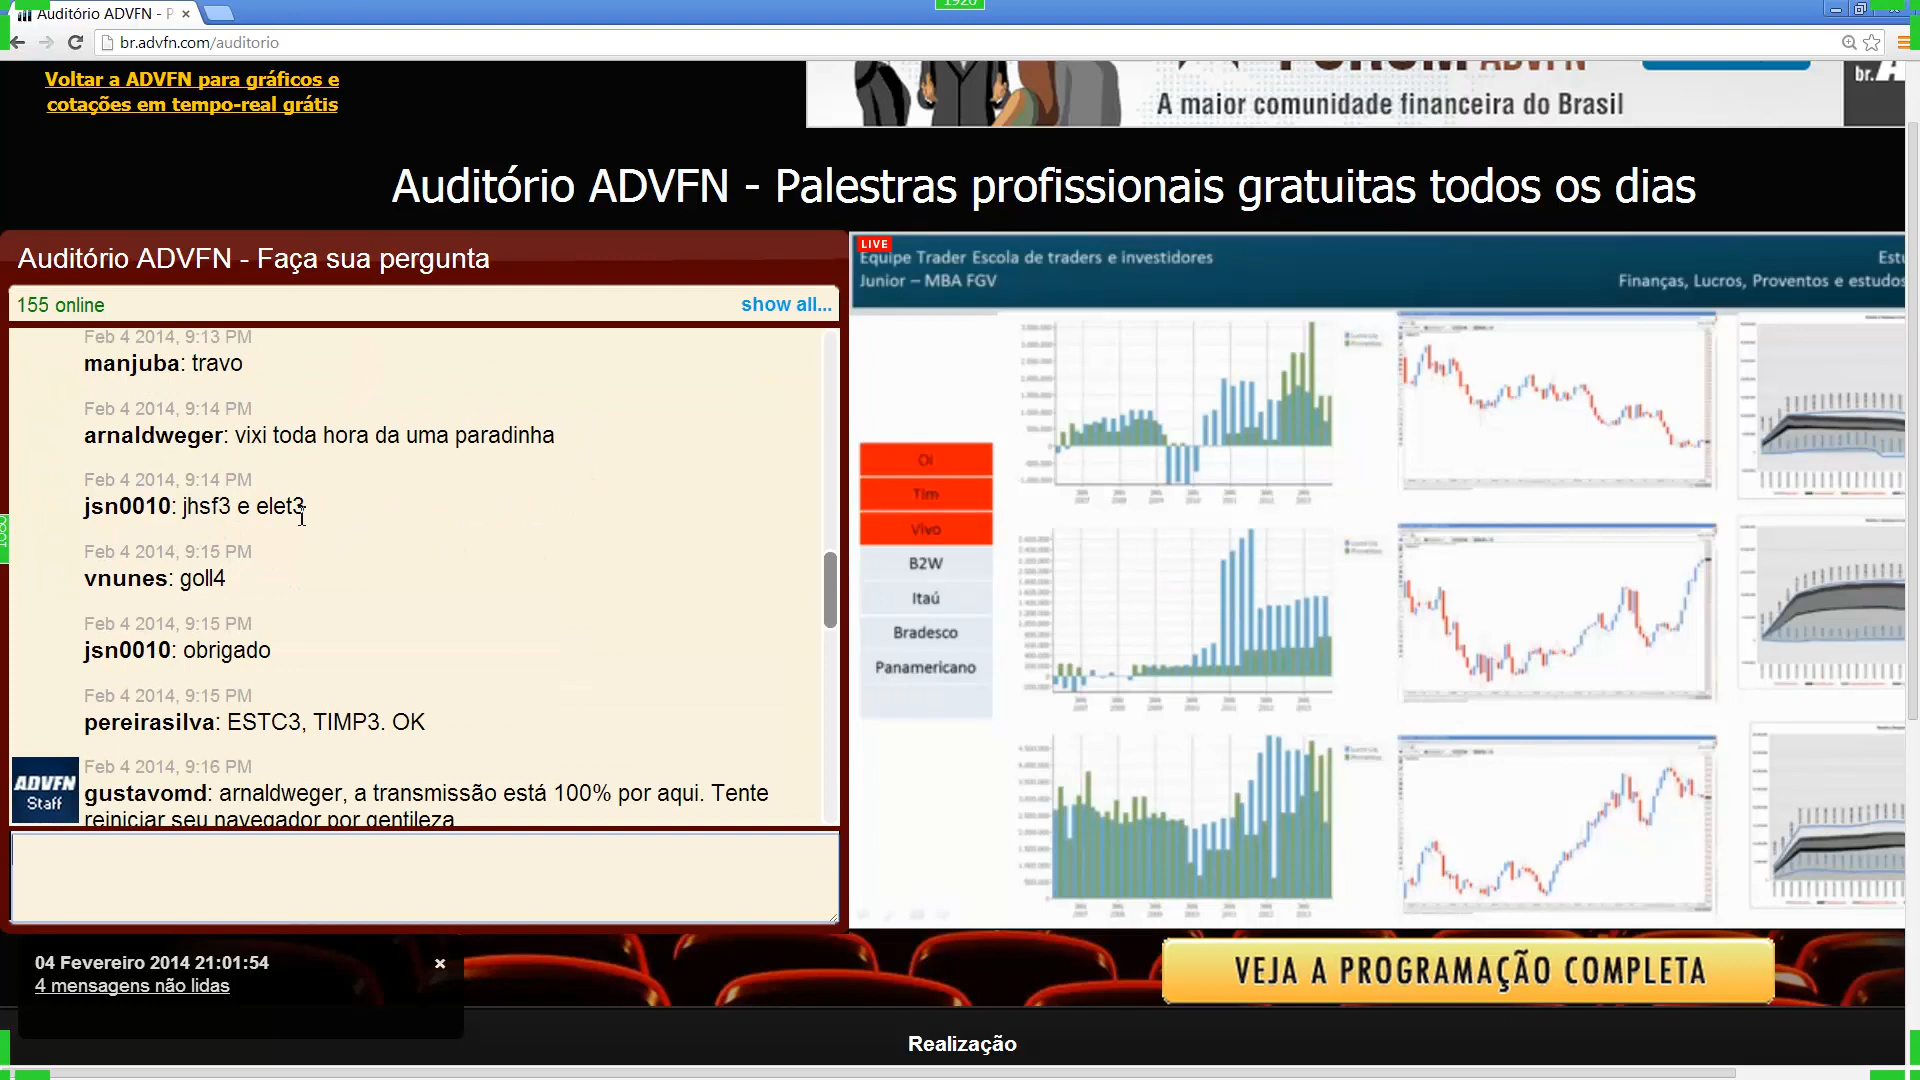 1920
Auditório ADVFN - P
br.advfn.com/auditorio
Voltar a ADVFN para gráficos e
cotações em tempo-real grátis
A maior comunidade financeira do Brasil
br.
Auditório ADVFN - Palestras profissionais gratuitas todos os dias
Auditório ADVFN - Faça sua pergunta
155 online
show all...
Feb 4 2014, 9:13 PM
manjuba: travo
Feb 4 2014, 9:14 PM
arnaldweger: vixi toda hora da uma paradinha
Feb 4 2014, 9:14 PM
jsn0010: jhsf3 e elet3
Feb 4 2014, 9:15 PM
vnunes: goll4
Feb 4 2014, 9:15 PM
jsn0010: obrigado
Feb 4 2014, 9:15 PM
pereirasilva: ESTC3, TIMP3. OK
Feb 4 2014, 9:16 PM
ADVFN
Staff
gustavomd: arnaldweger, a transmissão está 100% por aqui. Tente
reiniciar seu navegador por gentileza
LIVE
Equipe Trader Escola de traders e investidores
Junior – MBA FGV
Finanças, Lucros, Proventos e estudos
Oi
Tim
Vivo
B2W
Itaú
Bradesco
Panamericano
1080
04 Fevereiro 2014 21:01:54
4 mensagens não lidas
VEJA A PROGRAMAÇÃO COMPLETA
Realização